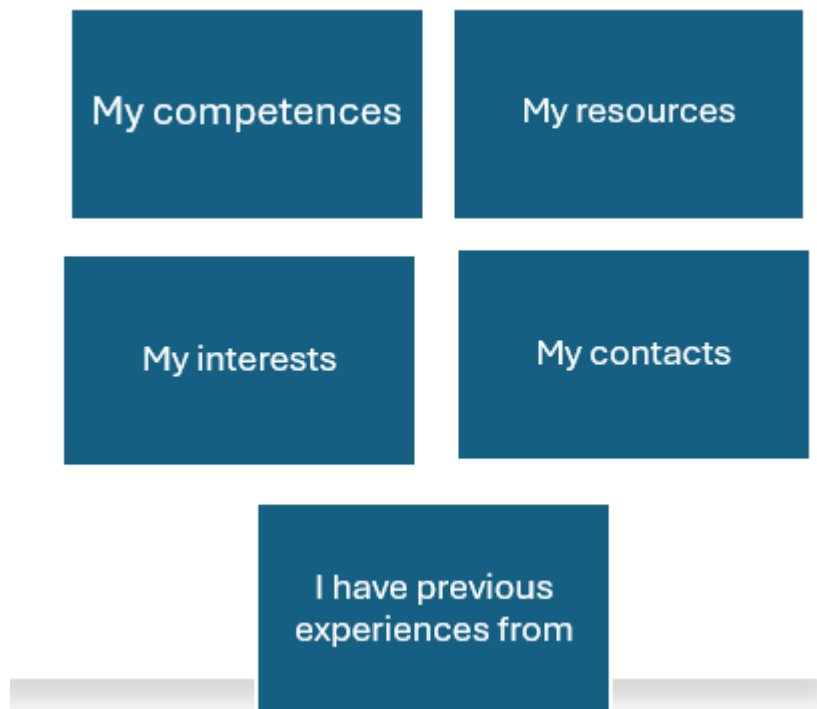 My competences
My resources
My interests
My contacts
I have previous
experiences from